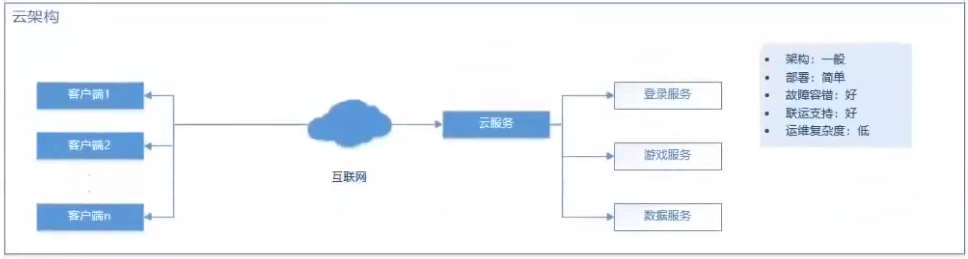 云架构
客户端1
客户端2
客户端n
互联网
云服务
登录服务
游戏服务
数据服务
• 架构：一般
• 部署：简单
• 故障容错：好
• 联运支持：好
• 运维复杂度：低